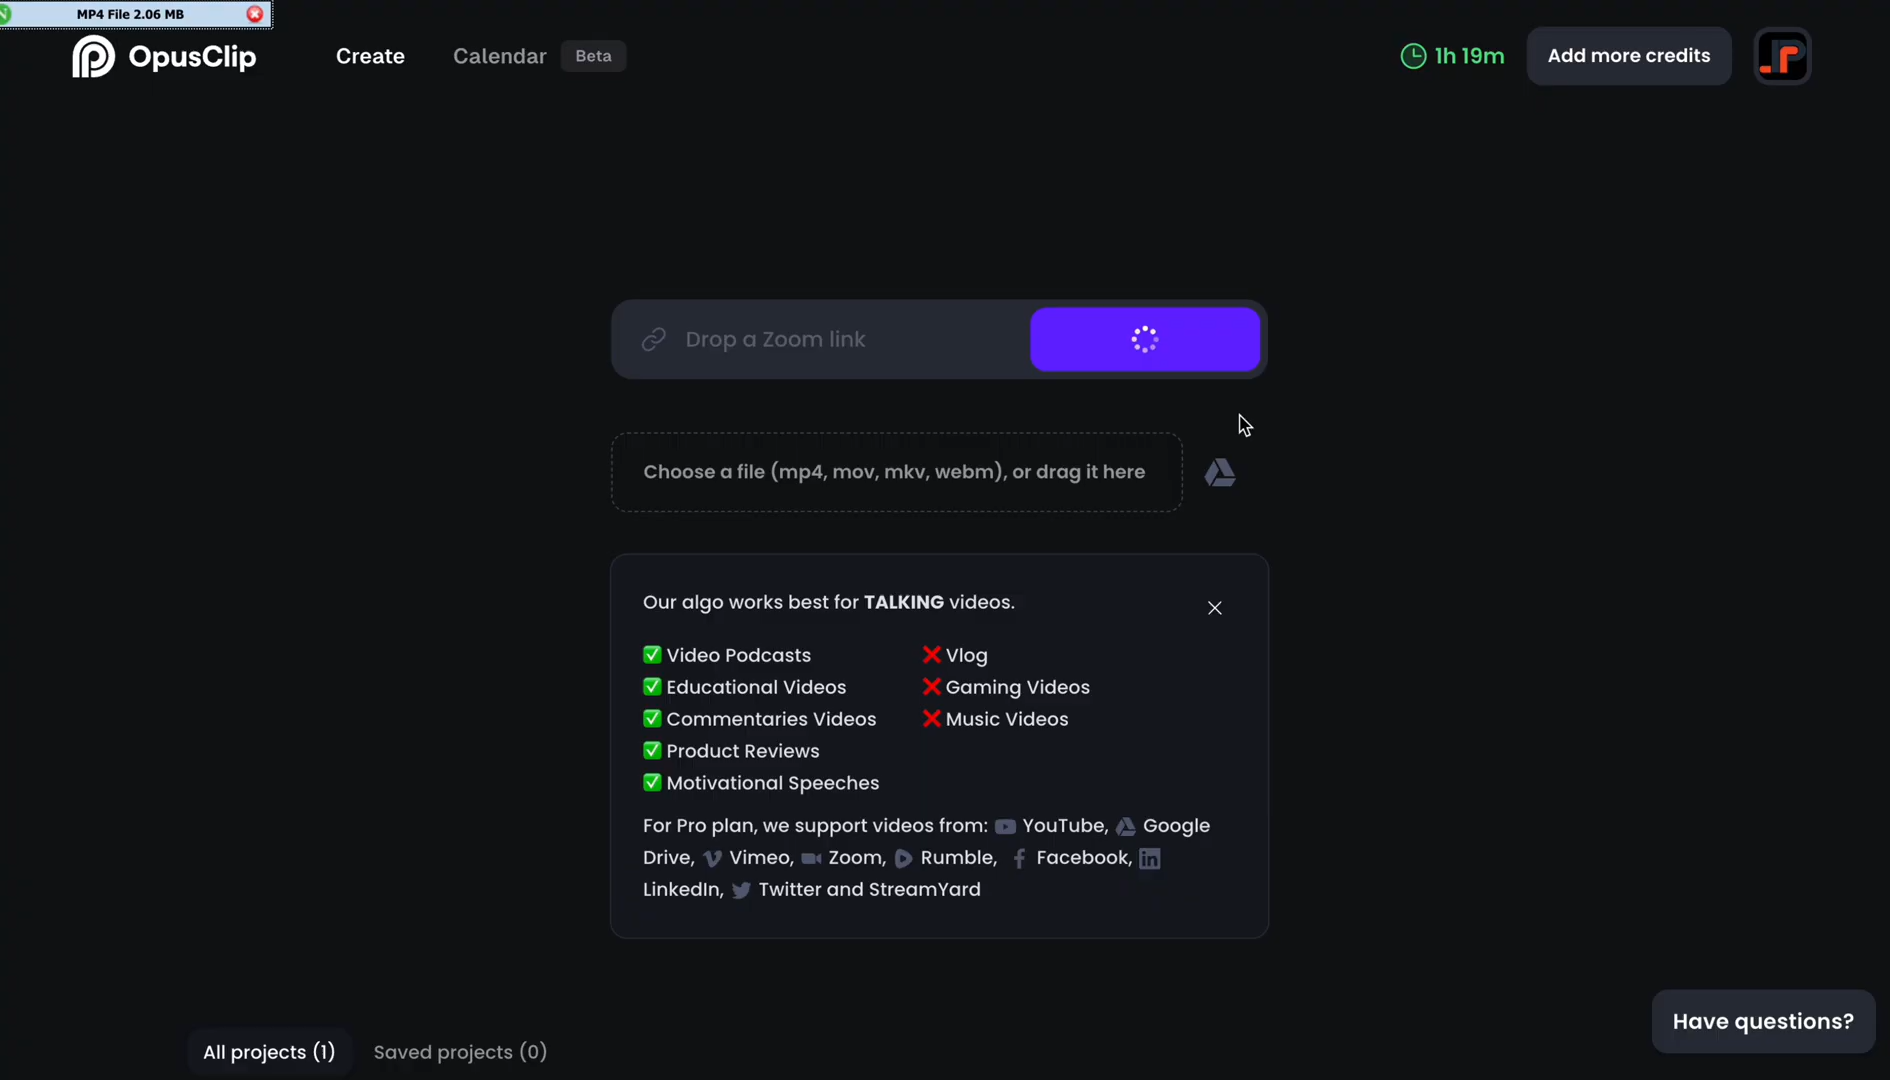 MP4 File 2.06 MB
OpusClip
Create
Calendar
Beta
1h 19m
Add more credits
Drop a Zoom link
Choose a file (mp4, mov, mkv, webm), or drag it here
Our algo works best for TALKING videos.
✅ Video Podcasts
❌ Vlog
✅ Educational Videos
❌ Gaming Videos
✅ Commentaries Videos
❌ Music Videos
✅ Product Reviews
✅ Motivational Speeches
For Pro plan, we support videos from: YouTube, Google
Drive, Vimeo, Zoom, Rumble, Facebook, in
LinkedIn, Twitter and StreamYard
Have questions?
All projects (1)
Saved projects (0)